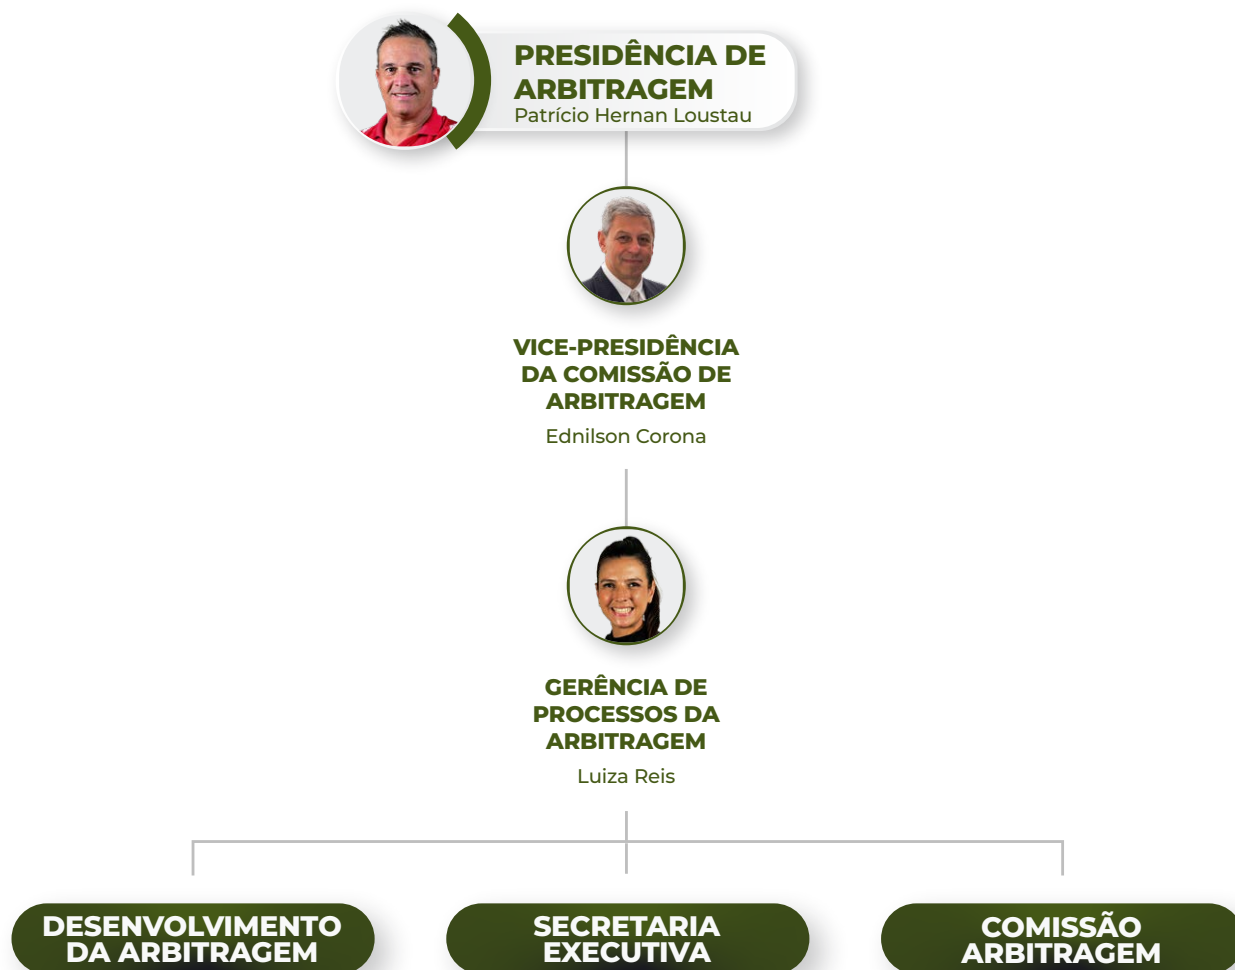 PRESIDÊNCIA DE
ARBITRAGEM
Patrício Hernan Loustau
VICE-PRESIDÊNCIA
DA COMISSÃO DE
ARBITRAGEM
Ednilson Corona
GERÊNCIA DE
PROCESSOS DA
ARBITRAGEM
Luiza Reis
DESENVOLVIMENTO
DA ARBITRAGEM
SECRETARIA
EXECUTIVA
COMISSÃO
ARBITRAGEM